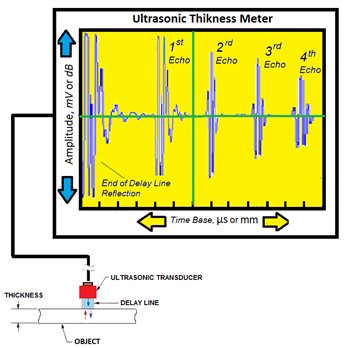 Ultrasonic Thikness Meter
Amplitude, mV or dB
1st Echo
2rd Echo
3rd Echo
4th Echo
End of Delay Line
Reflection
Time Base, µs or mm
ULTRASONIC TRANSDUCER
DELAY LINE
THICKNESS
OBJECT